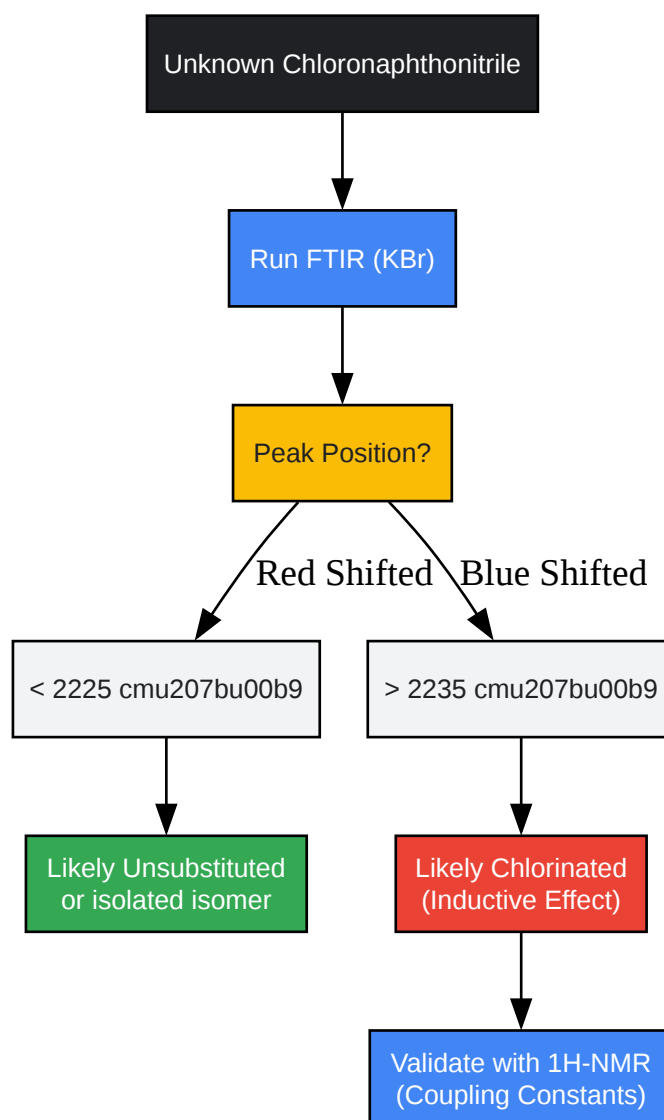 Unknown Chloronaphthonitrile
Run FTIR (KBr)
Peak Position?
Red Shifted
Blue Shifted
< 2225 cmu207bu00b9
> 2235 cmu207bu00b9
Likely Unsubstituted
or isolated isomer
Likely Chlorinated
(Inductive Effect)
Validate with 1H-NMR
(Coupling Constants)